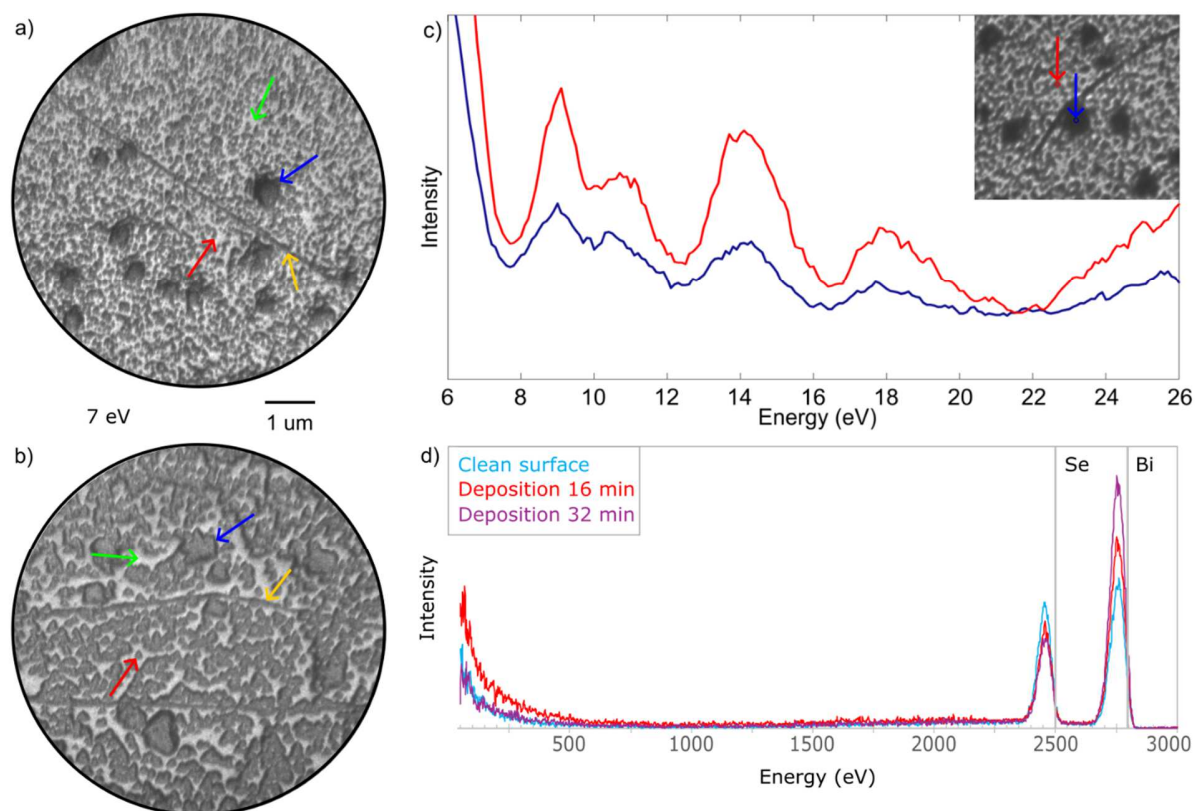 a)
7 eV
1 um
b)
c)
Intensity
6 8 10 12 14 16 18 20 22 24 26
Energy (eV)
d)
Clean surface
Deposition 16 min
Deposition 32 min
Se
Bi
Intensity
500 1000 1500 2000 2500 3000
Energy (eV)